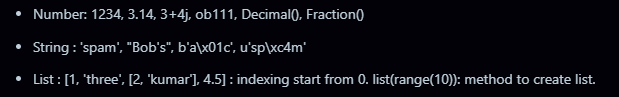 • Number: 1234, 3.14, 3+4j, ob111, Decimal(), Fraction()
• String : 'spam', "Bob's", b'a\x01c', u'sp\xc4m'
• List : [1, 'three', [2, 'kumar'], 4.5] : indexing start from 0. list(range(10)): method to create list.